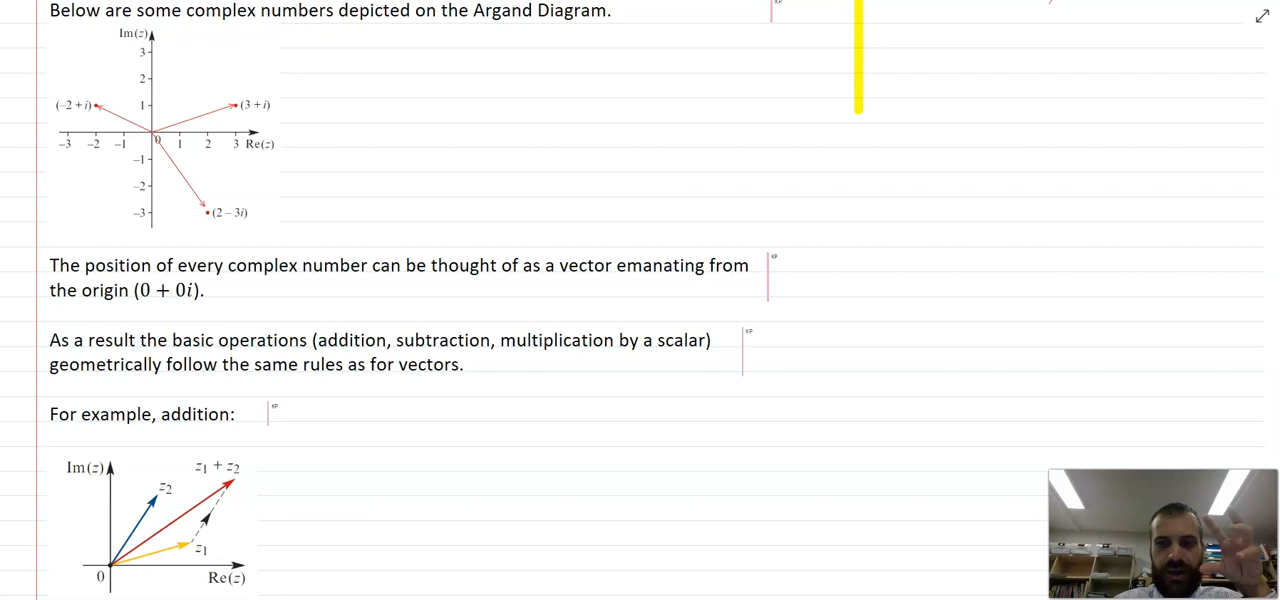 Below are some complex numbers depicted on the Argand Diagram.
Im(z)
3
2
(–2 + i)
1
(3 + i)
0
–3 –2 –1 1 2 3 Re(z)
–1
–2
–3
(2 – 3i)
The position of every complex number can be thought of as a vector emanating from
the origin (0 + 0i).
KP
As a result the basic operations (addition, subtraction, multiplication by a scalar)
geometrically follow the same rules as for vectors.
KP
For example, addition:
KP
Im(z)
z₁ + z₂
z₂
z₁
0
Re(z)